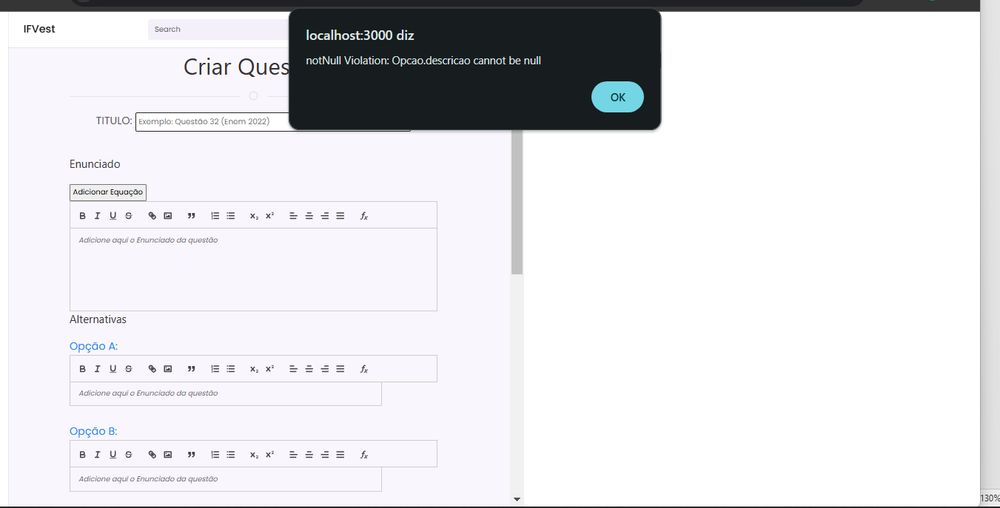 IFVest
Search
localhost:3000 diz
notNull Violation: Opcao.descricao cannot be null
OK
Criar Ques
TITULO:
Exemplo: Questão 32 (Enem 2022)
Enunciado
Adicionar Equação
Adicione aqui o Enunciado da questão
Alternativas
Opção A:
Adicione aqui o Enunciado da questão
Opção B:
Adicione aqui o Enunciado da questão
130%